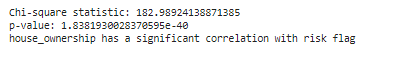 Chi-square statistic: 182.98924138871385
p-value: 1.8381930028370595e-40
house_ownership has a significant correlation with risk flag